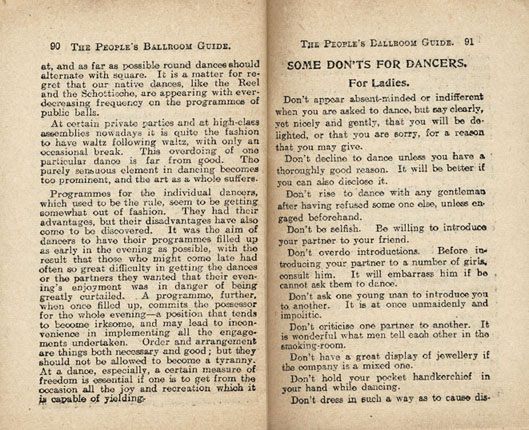 90 THE PEOPLE'S BALLROOM GUIDE.
at, and as far as possible round dances should
alternate with square. It is a matter for re-
gret that our native dances, like the Reel
and the Schottische, are appearing with ever-
decreasing frequency on the programmes of
public balls.
At certain private parties and at high-class
assemblies nowadays it is quite the fashion
to have waltz following waltz, with only an
occasional break. This overdoing of one
particular dance is far from good. The
purely sensuous element in dancing becomes
too prominent, and the art as a whole suffers.
Programmes for the individual dancers,
which used to be the rule, seem to be getting
somewhat out of fashion. They had their
advantages, but their disadvantages have also
come to be discovered. It was the aim of
dancers to have their programmes filled up
as early in the evening as possible, with the
result that those who might come late had
often so great difficulty in getting the dances
or the partners they wanted that their even-
ing's enjoyment was in danger of being
greatly curtailed. A programme, further,
when once filled up, commits the possessor
for the whole evening—a position that tends
to become irksome, and may lead to incon-
venience in implementing all the engage-
ments undertaken. Order and arrangement
are things both necessary and good; but they
should not be allowed to become a tyranny.
At a dance, especially, a certain measure of
freedom is essential if one is to get from the
occasion all the joy and recreation which it
is capable of yielding.
THE PEOPLE'S BALLROOM GUIDE. 91
SOME DON'TS FOR DANCERS.
For Ladies.
Don't appear absent-minded or indifferent
when you are asked to dance, but say clearly,
yet nicely and gently, that you will be de-
lighted, or that you are sorry, for a reason
that you may give.
Don't decline to dance unless you have a
thoroughly good reason. It will be better if
you can also disclose it.
Don't rise to dance with any gentleman
after having refused some one else, unless en-
gaged beforehand.
Don't be selfish. Be willing to introduce
your partner to your friend.
Don't overdo introductions. Before in-
troducing your partner to a number of girls,
consult him. It will embarrass him if he
cannot ask them to dance.
Don't ask one young man to introduce you
to another. It is at once unmaidenly and
impolitic.
Don't criticise one partner to another. It
is wonderful what men tell each other in the
smoking-room.
Don't have a great display of jewellery if
the company is a mixed one.
Don't hold your pocket handkerchief in
your hand while dancing.
Don't dress in such a way as to cause dis-